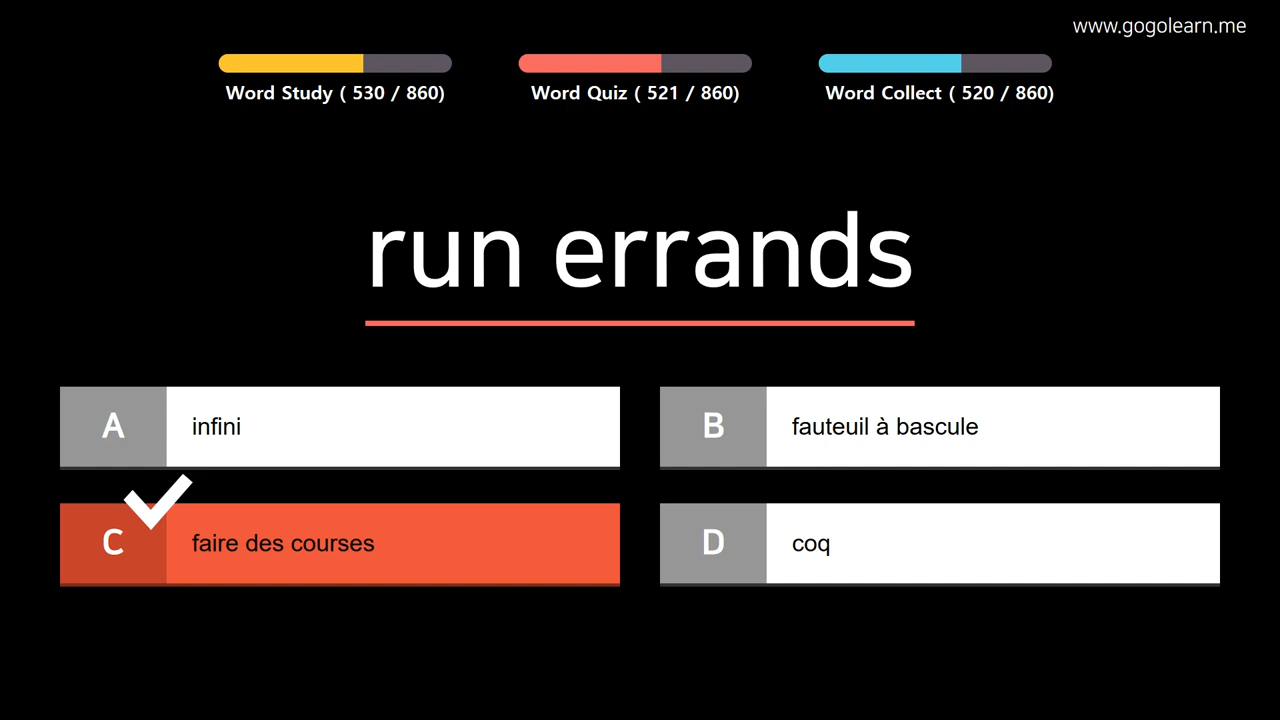 www.gogolearn.me
Word Study ( 530 / 860)
Word Quiz ( 521 / 860)
Word Collect ( 520 / 860)
run errands
A
infini
B
fauteuil à bascule
C
faire des courses
D
coq